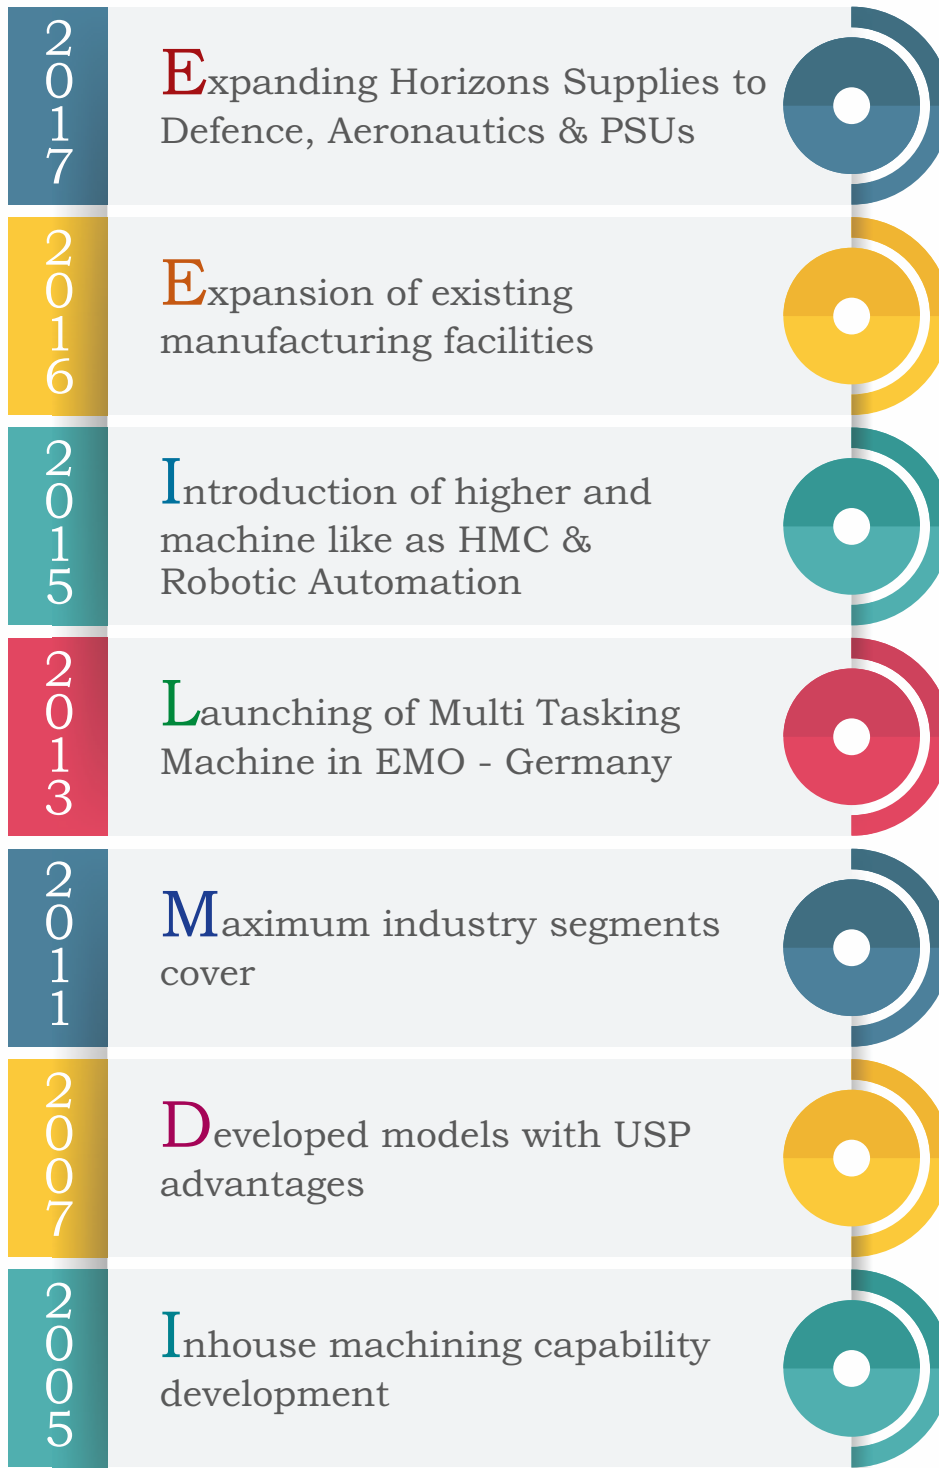 2017
Expanding Horizons Supplies to
Defence, Aeronautics & PSUs
2016
Expansion of existing
manufacturing facilities
2015
Introduction of higher and
machine like as HMC &
Robotic Automation
2013
Launching of Multi Tasking
Machine in EMO - Germany
2011
Maximum industry segments
cover
2007
Developed models with USP
advantages
2005
Inhouse machining capability
development